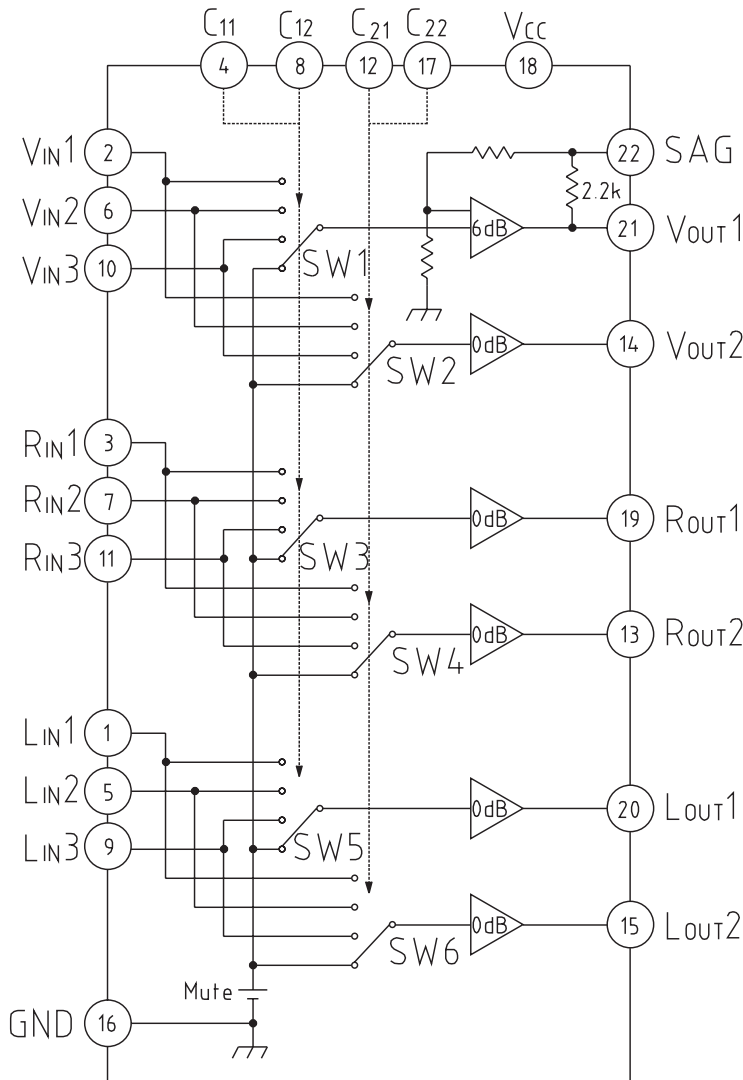 C11 C12 C21 C22 VCC
4 8 12 17 18
VIN1 2 22 SAG
2.2k
VIN2 6 6dB 21 VOUT1
VIN3 10 SW1
SW2 0dB 14 VOUT2
RIN1 3
RIN2 7 0dB 19 ROUT1
RIN3 11 SW3
0dB 13 ROUT2
SW4
LIN1 1
LIN2 5 0dB 20 LOUT1
LIN3 9 SW5
0dB 15 LOUT2
SW6
Mute
GND 16